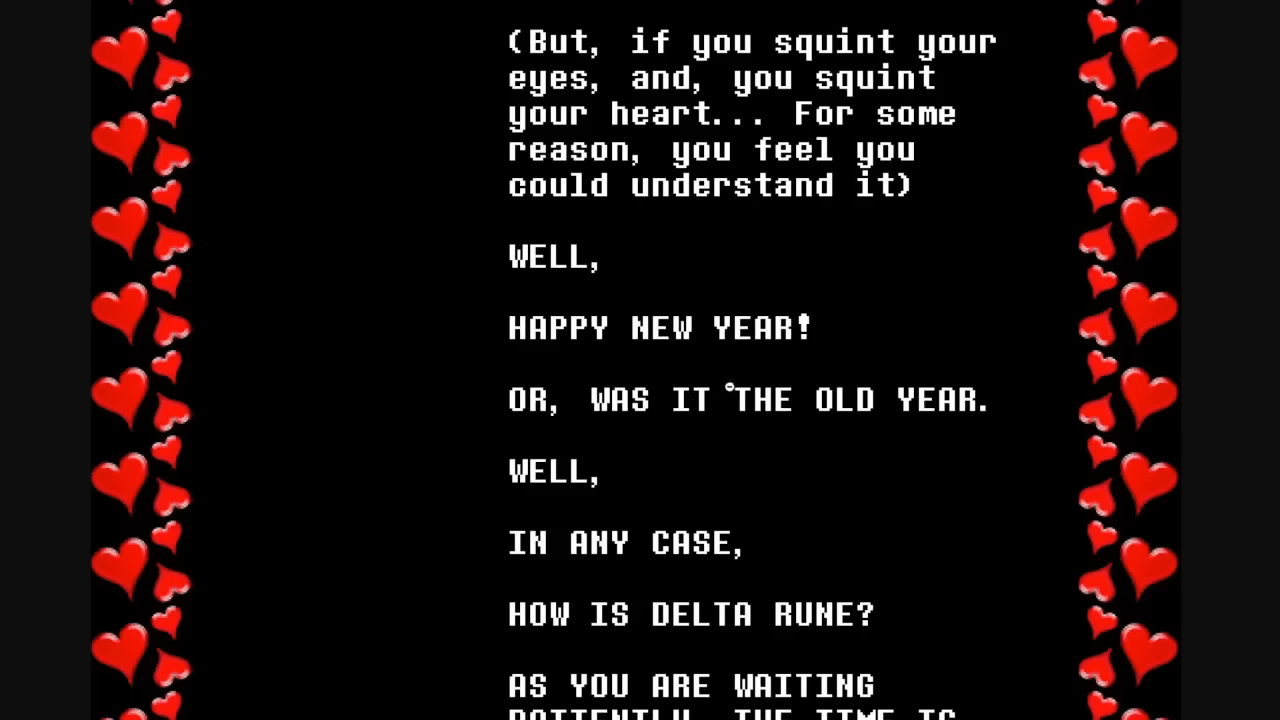 (But, if you squint your
eyes, and, you squint
your heart... For some
reason, you feel you
could understand it)
WELL,
HAPPY NEW YEAR!
OR, WAS IT THE OLD YEAR.
WELL,
IN ANY CASE,
HOW IS DELTA RUNE?
AS YOU ARE WAITING